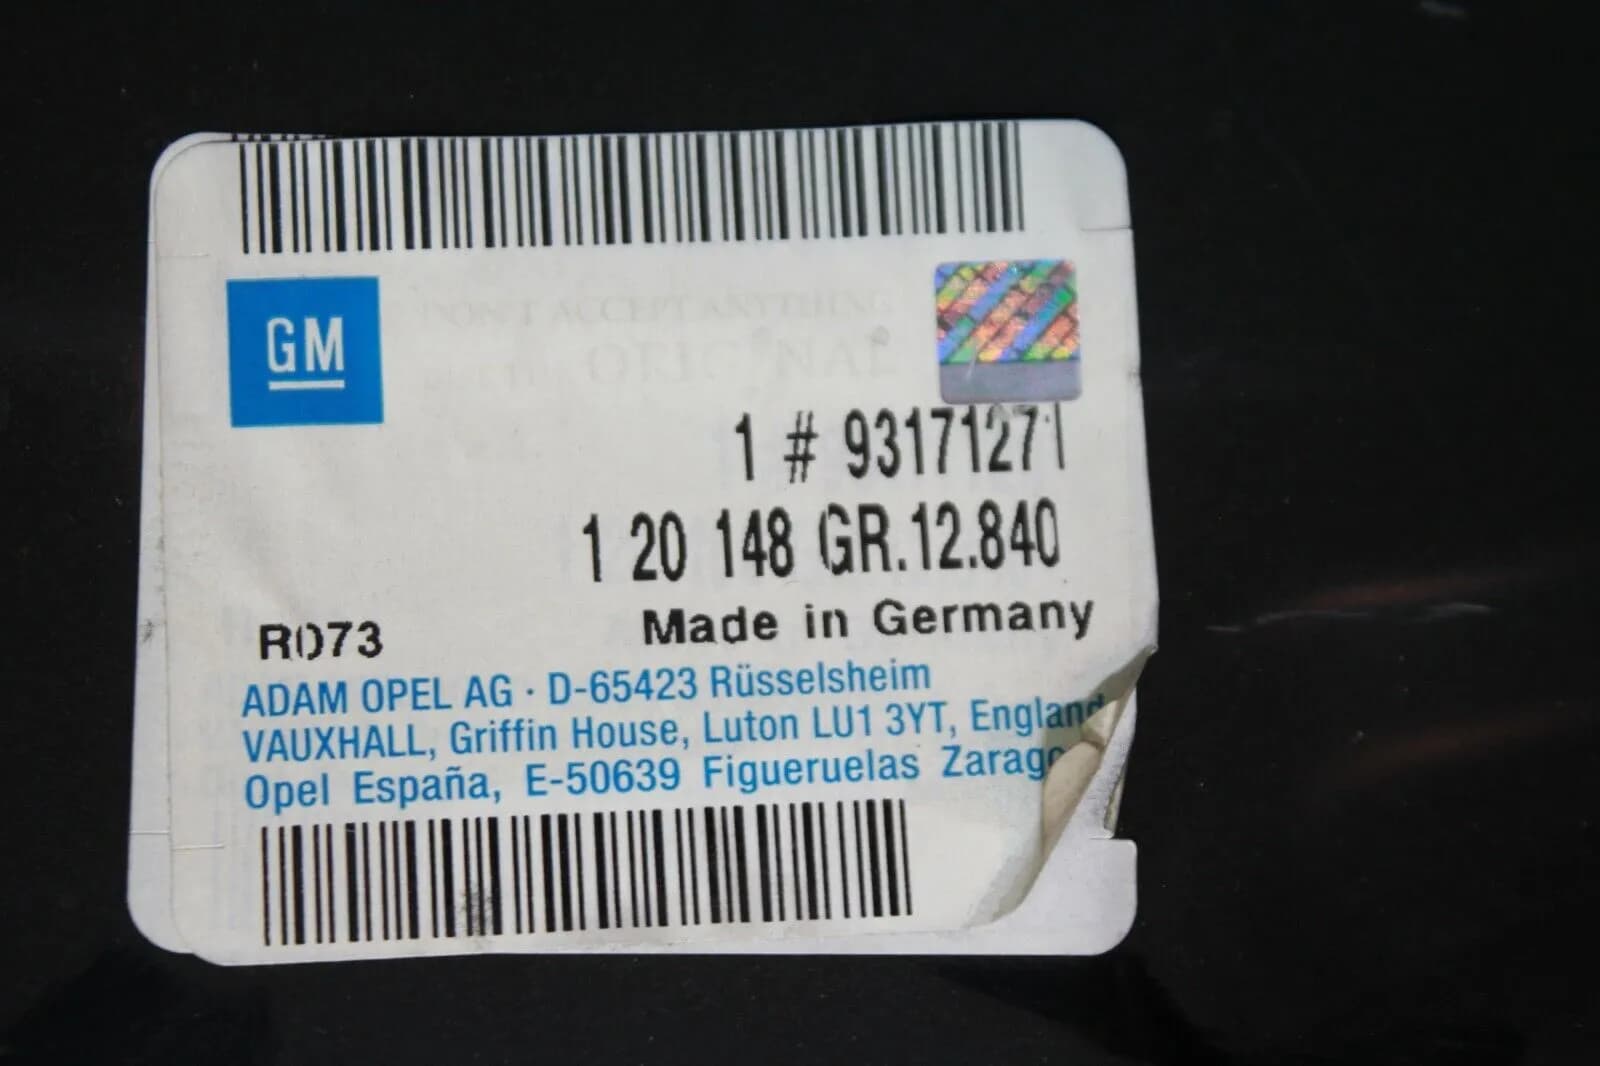 GM
DON'T ACCEPT ANYTHING
ORIGINAL
1 # 93171271
1 20 148 GR.12.840
R073
Made in Germany
ADAM OPEL AG · D-65423 Rüsselsheim
VAUXHALL, Griffin House, Luton LU1 3YT, England
Opel España, E-50639 Figueruelas